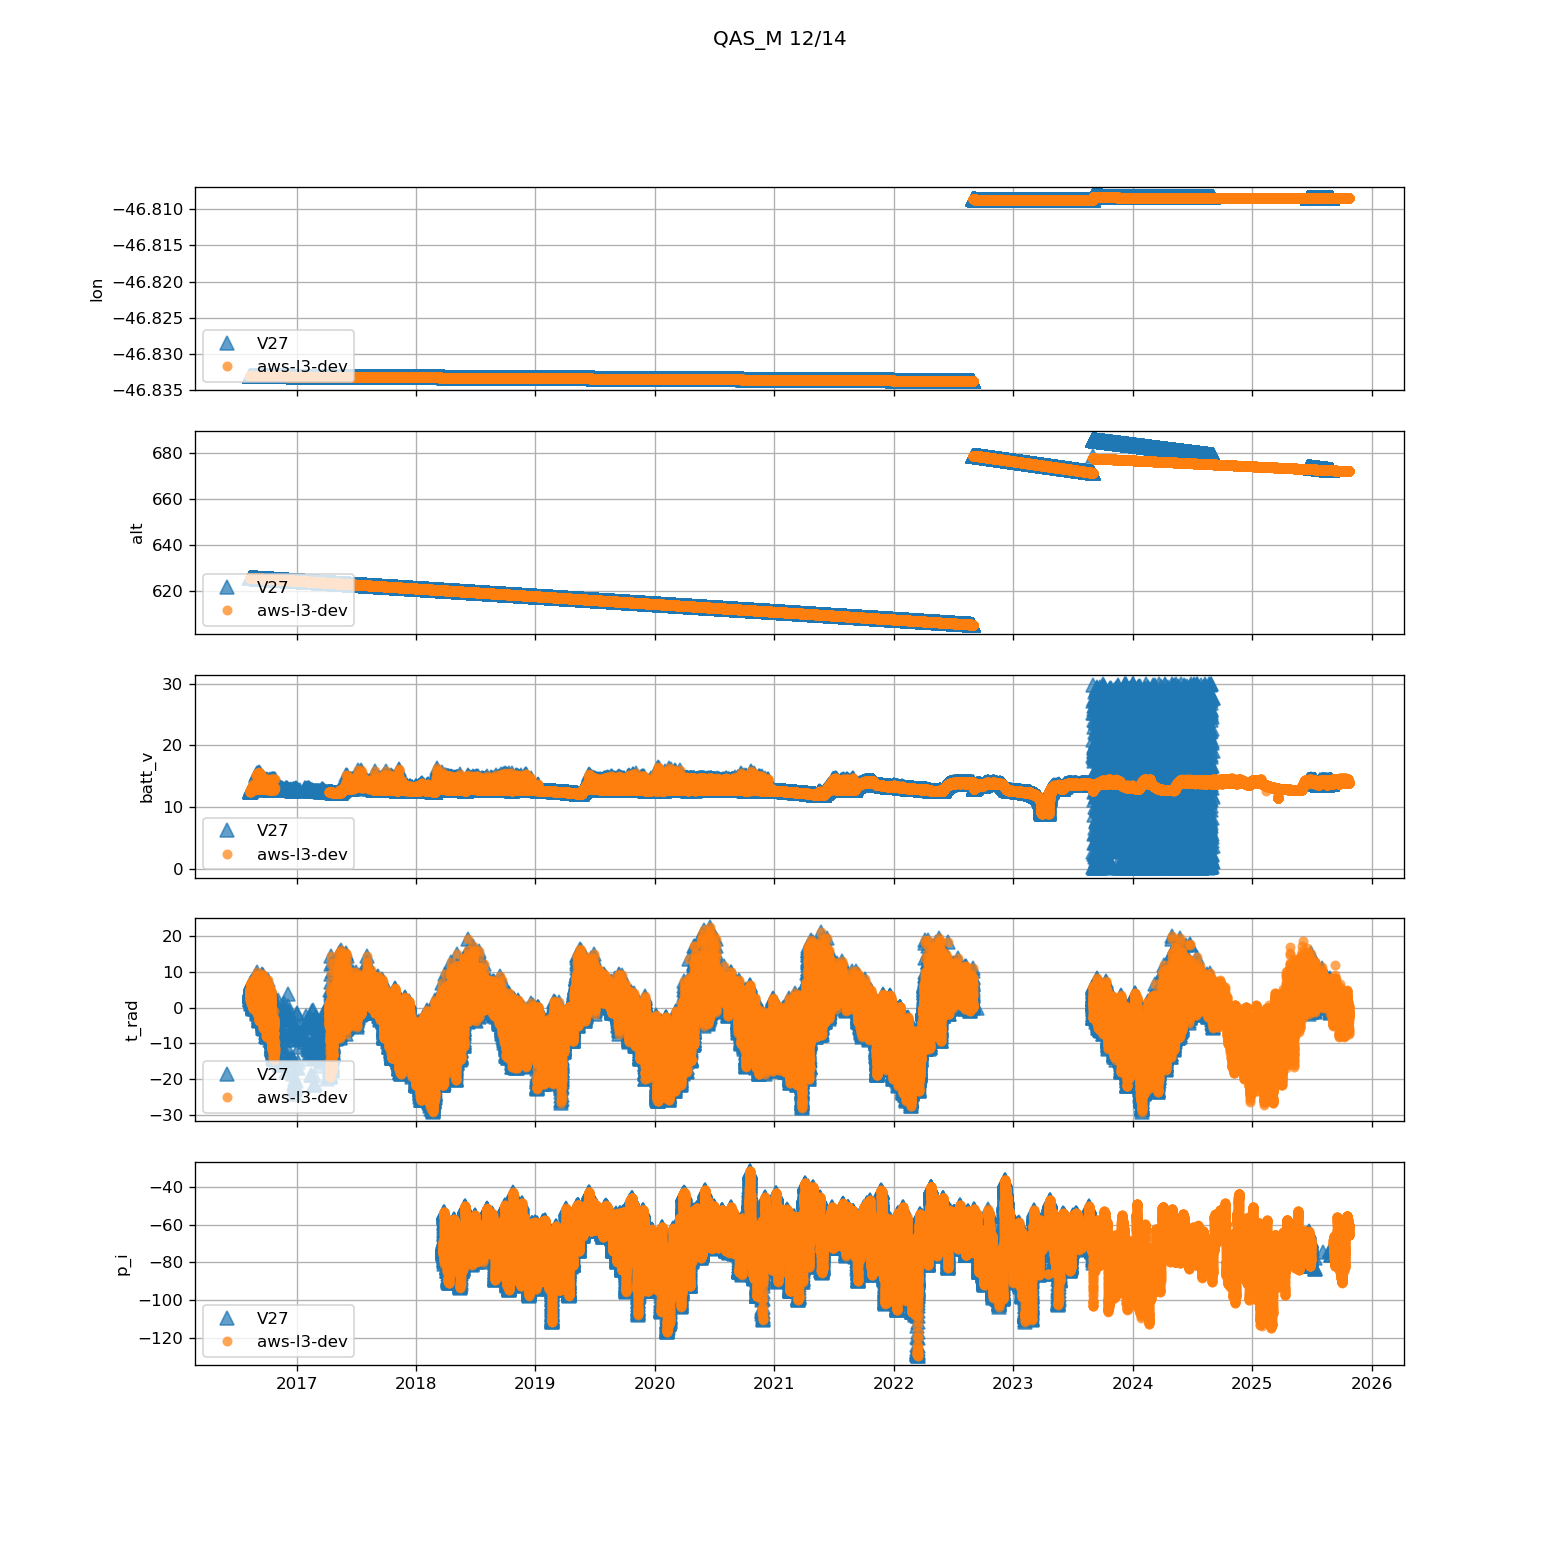 QAS_M 12/14
lon
−46.810
−46.815
−46.820
−46.825
−46.830
−46.835
V27
aws-l3-dev
alt
680
660
640
620
V27
aws-l3-dev
batt_v
30
20
10
0
V27
aws-l3-dev
t_rad
20
10
0
−10
−20
−30
V27
aws-l3-dev
p_i
−40
−60
−80
−100
−120
V27
aws-l3-dev
2017 2018 2019 2020 2021 2022 2023 2024 2025 2026